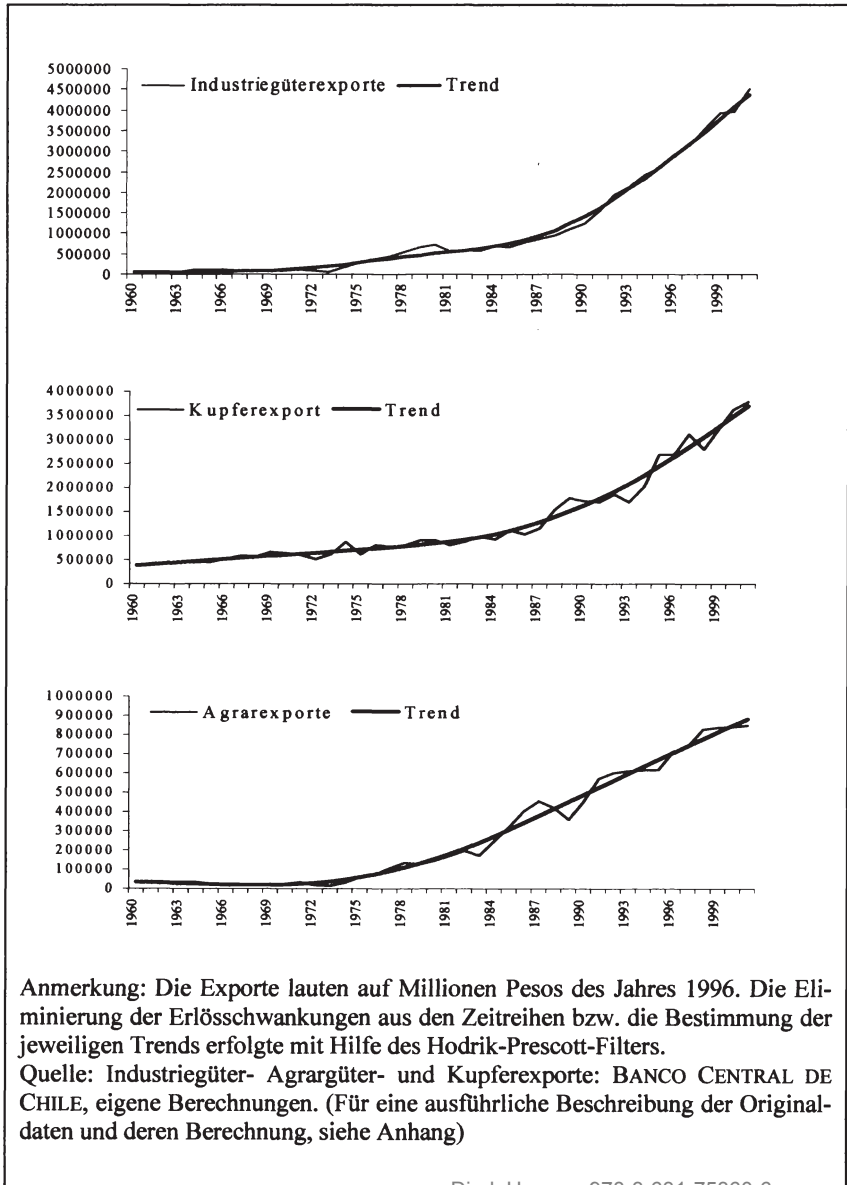 5000000
4500000
4000000
3500000
3000000
2500000
2000000
1500000
1000000
500000
0
Industriegüterexporte Trend
1960 1963 1966 1969 1972 1975 1978 1981 1984 1987 1990 1993 1996 1999
4000000
3500000
3000000
2500000
2000000
1500000
1000000
500000
0
Kupferexport Trend
1960 1963 1966 1969 1972 1975 1978 1981 1984 1987 1990 1993 1996 1999
1000000
900000
800000
700000
600000
500000
400000
300000
200000
100000
0
Agrarexporte Trend
1960 1963 1966 1969 1972 1975 1978 1981 1984 1987 1990 1993 1996 1999
Anmerkung: Die Exporte lauten auf Millionen Pesos des Jahres 1996. Die Eli-
minierung der Erlösschwankungen aus den Zeitreihen bzw. die Bestimmung der
jeweiligen Trends erfolgte mit Hilfe des Hodrik-Prescott-Filters.
Quelle: Industriegüter- Agrargüter- und Kupferexporte: BANCO CENTRAL DE
CHILE, eigene Berechnungen. (Für eine ausführliche Beschreibung der Original-
daten und deren Berechnung, siehe Anhang)